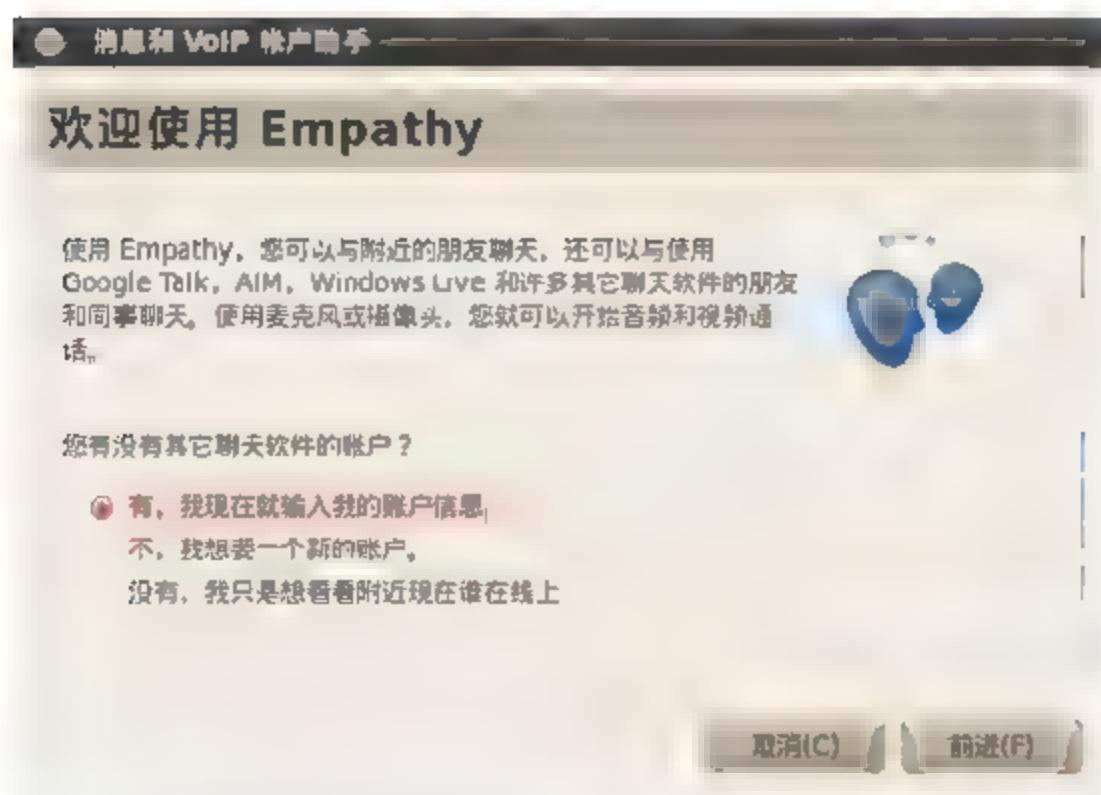 消息和 VoIP 帐户助手
欢迎使用 Empathy
使用 Empathy，您可以与附近的朋友聊天，还可以与使用
Google Talk，AIM，Windows Live 和许多其它聊天软件的朋友
和同事聊天。使用麦克风或摄像头，您就可以开始音频和视频通
话。
您有没有其它聊天软件的账户？
有，我现在就输入我的账户信息
不，我想要一个新的账户。
没有，我只是想看看附近现在谁在线上
取消(C)
前进(F)